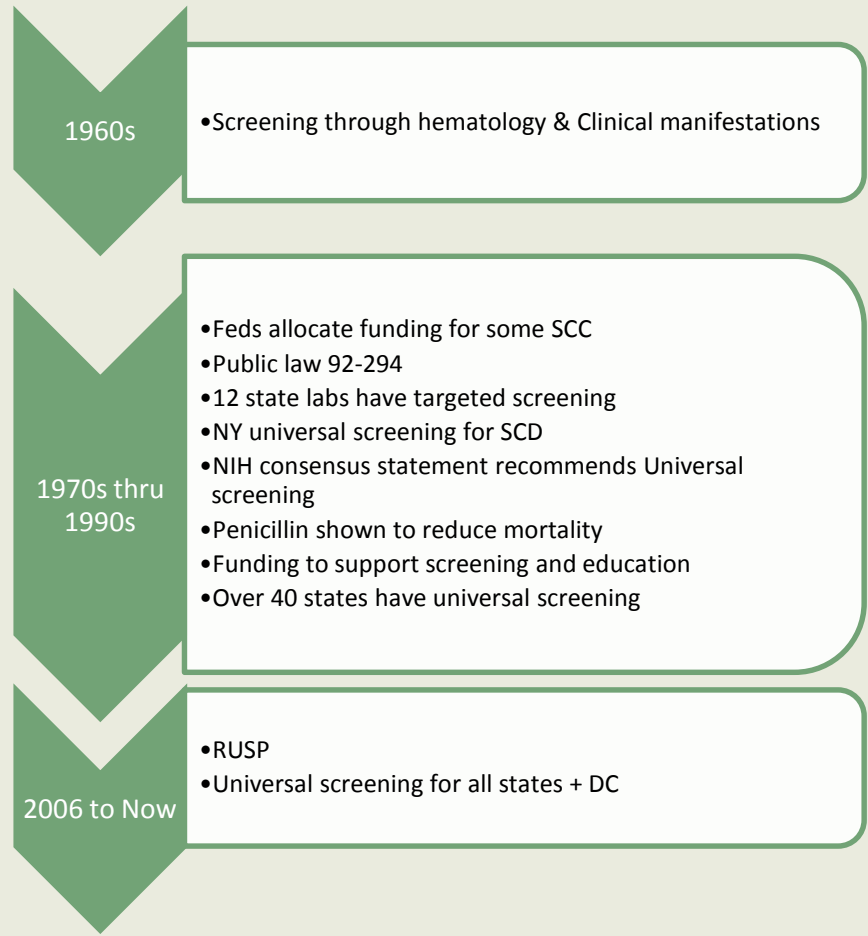 1960s
•Screening through hematology & Clinical manifestations
1970s thru
1990s
•Feds allocate funding for some SCC
•Public law 92-294
•12 state labs have targeted screening
•NY universal screening for SCD
•NIH consensus statement recommends Universal
screening
•Penicillin shown to reduce mortality
•Funding to support screening and education
•Over 40 states have universal screening
2006 to Now
•RUSP
•Universal screening for all states + DC